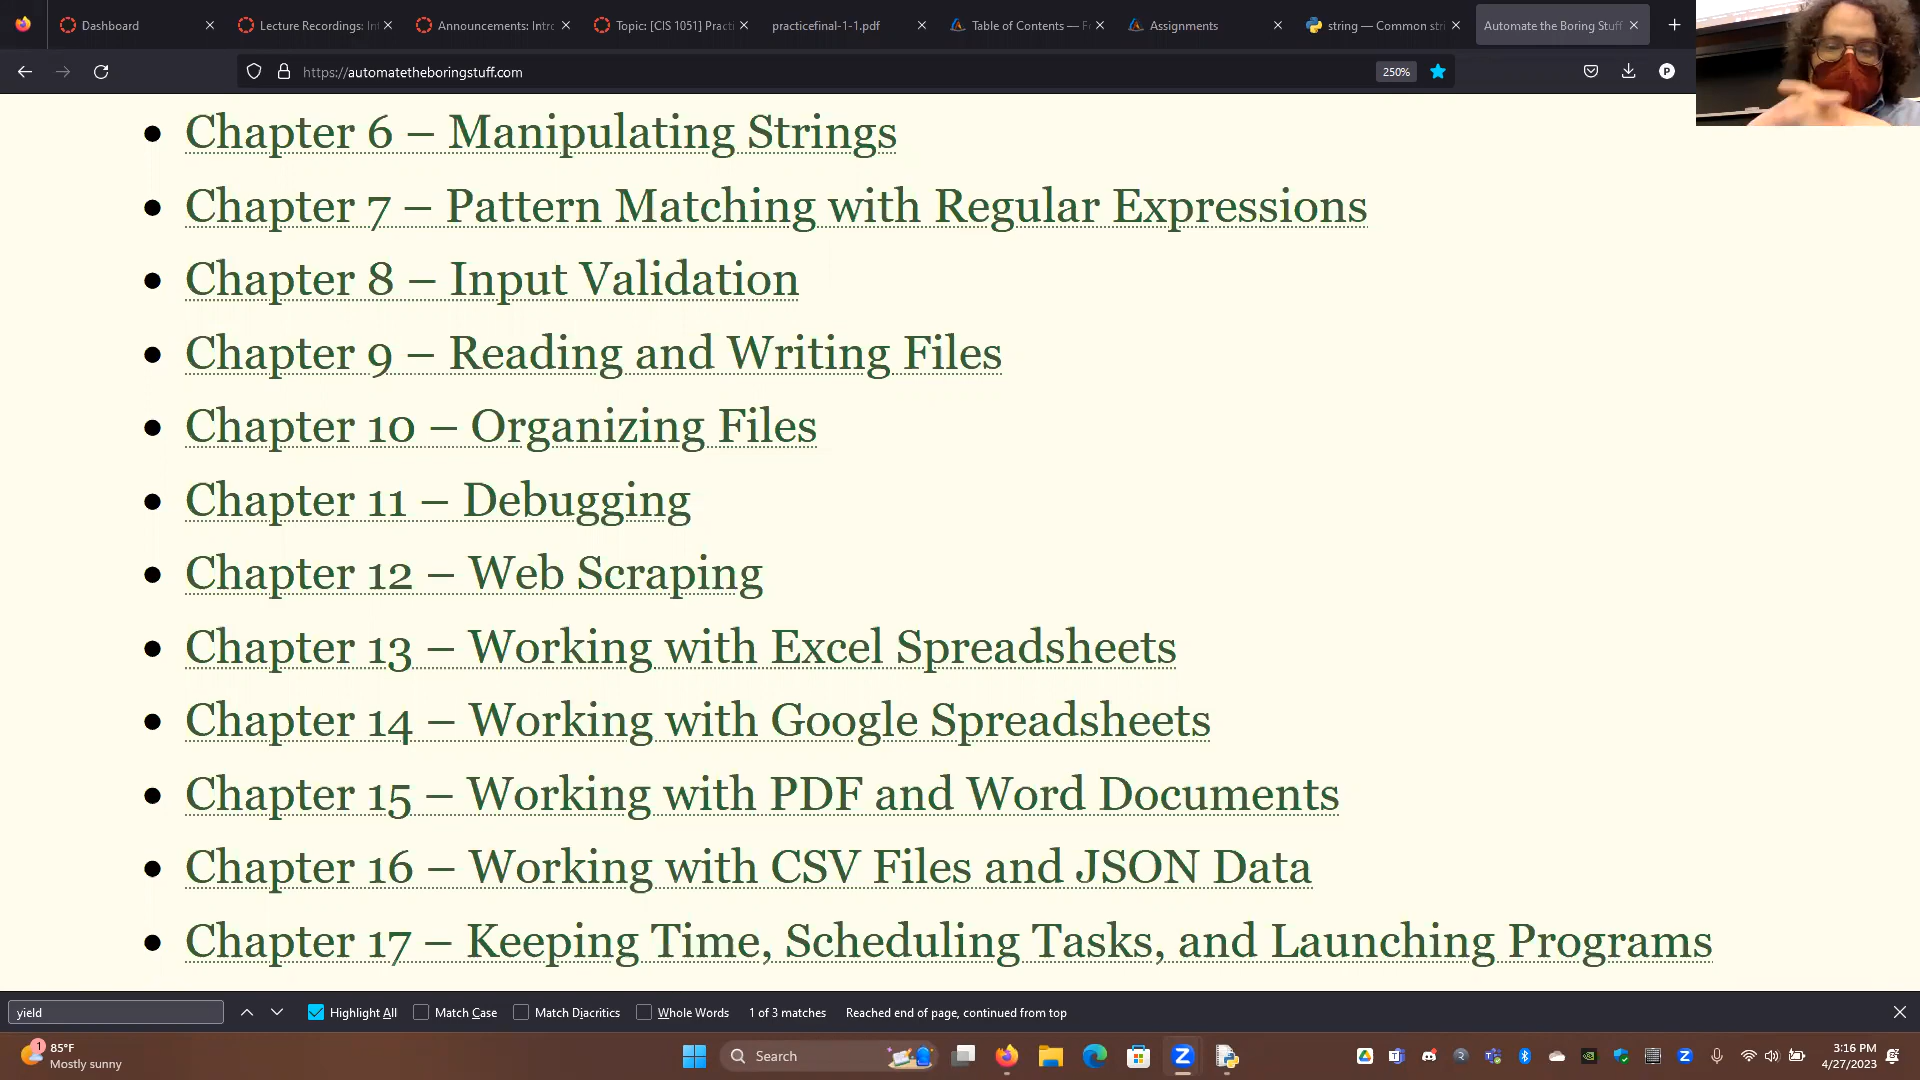 Dashboard
Lecture Recordings: Int
Announcements: Intro
Topic: [CIS 1051] Practi
practicefinal-1-1.pdf
Table of Contents — F
Assignments
string — Common stri
Automate the Boring Stuff
https://automatetheboringstuff.com
250%
P
Chapter 6 – Manipulating Strings
Chapter 7 – Pattern Matching with Regular Expressions
Chapter 8 – Input Validation
Chapter 9 – Reading and Writing Files
Chapter 10 – Organizing Files
Chapter 11 – Debugging
Chapter 12 – Web Scraping
Chapter 13 – Working with Excel Spreadsheets
Chapter 14 – Working with Google Spreadsheets
Chapter 15 – Working with PDF and Word Documents
Chapter 16 – Working with CSV Files and JSON Data
Chapter 17 – Keeping Time, Scheduling Tasks, and Launching Programs
yield
Highlight All
Match Case
Match Diacritics
Whole Words
1 of 3 matches
Reached end of page, continued from top
1
85°F
Mostly sunny
Search
3:16 PM
4/27/2023